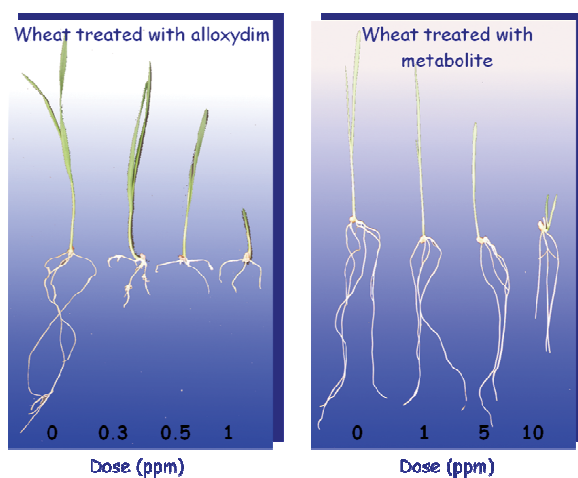 Wheat treated with alloxydim
0 0.3 0.5 1
Dose (ppm)
Wheat treated with
metabolite
0 1 5 10
Dose (ppm)